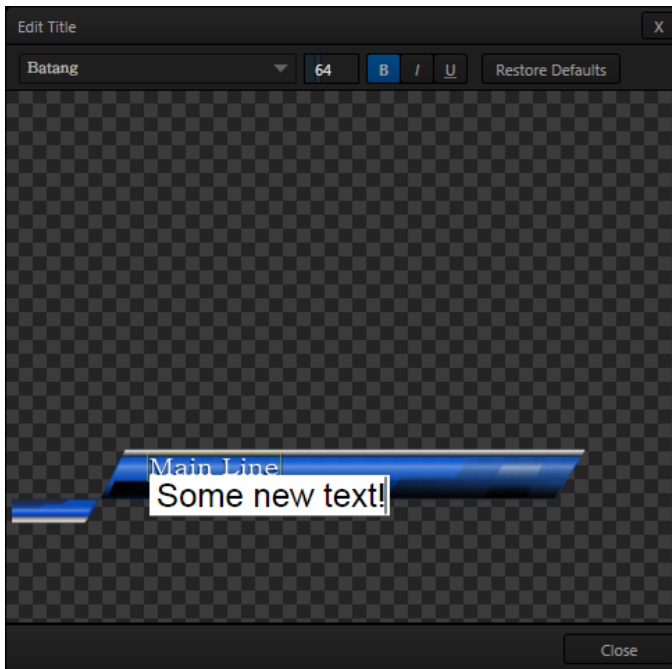 Edit Title
X
Batang
64
B
I
U
Restore Defaults
Main Line
Some new text!
Close